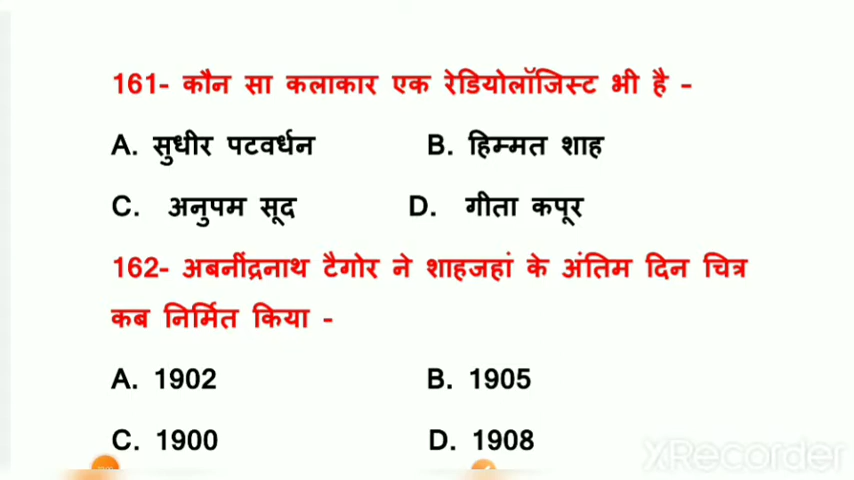 161- कौन सा कलाकार एक रेडियोलॉजिस्ट भी है -
A. सुधीर पटवर्धन B. हिम्मत शाह
C. अनुपम सूद D. गीता कपूर
162- अबनींद्रनाथ टैगोर ने शाहजहां के अंतिम दिन चित्र
कब निर्मित किया -
A. 1902 B. 1905
C. 1900 D. 1908
XRecorder